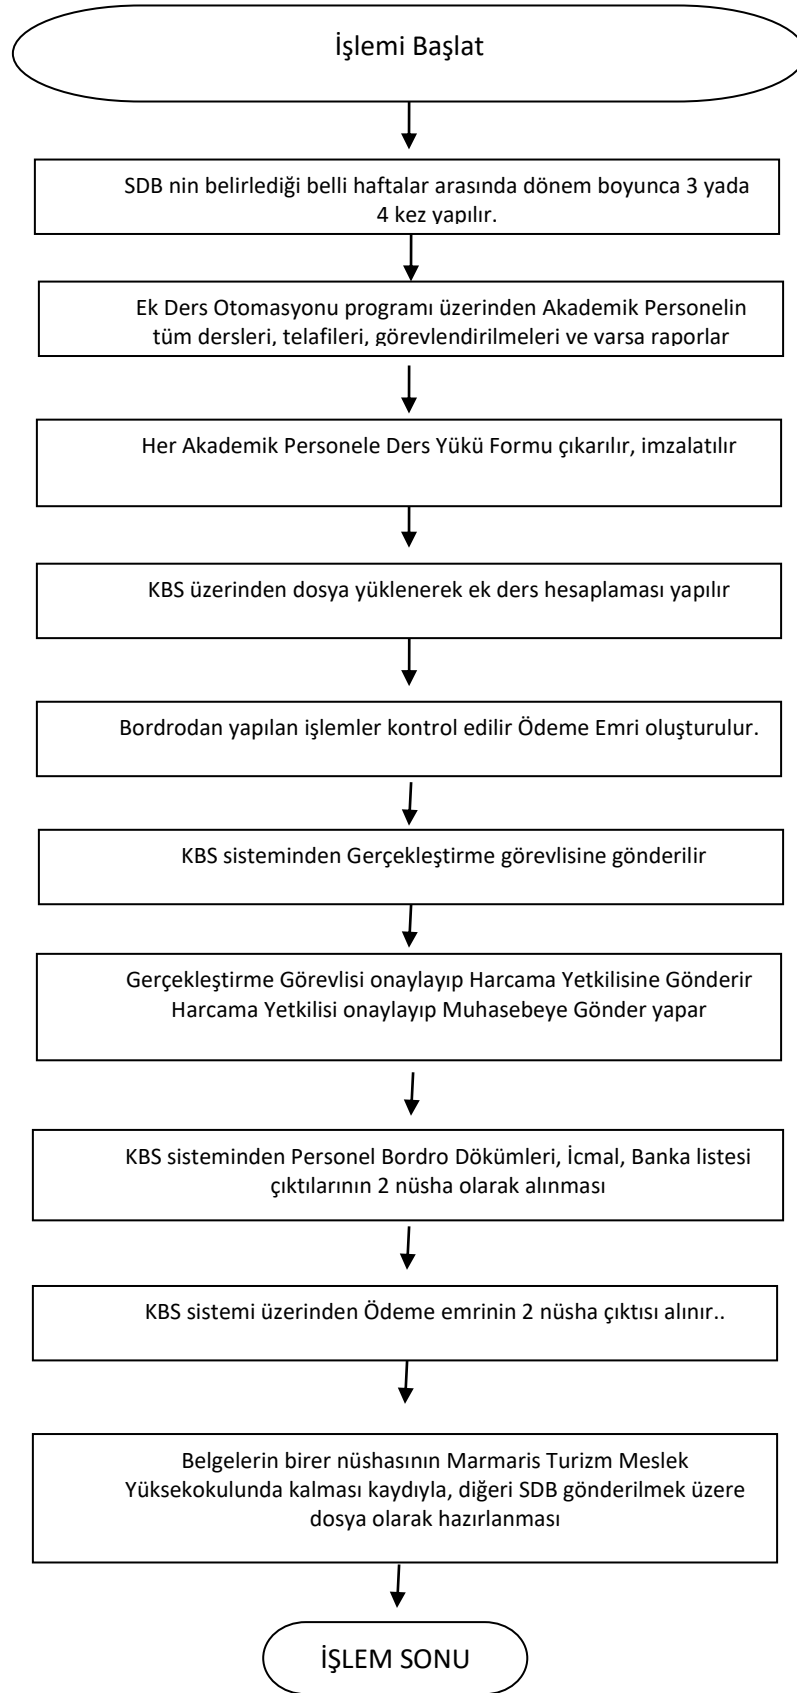 İşlemi Başlat
SDB nin belirlediği belli haftalar arasında dönem boyunca 3 yada
4 kez yapılır.
Ek Ders Otomasyonu programı üzerinden Akademik Personelin
tüm dersleri, telafileri, görevlendirilmeleri ve varsa raporlar
Her Akademik Personele Ders Yükü Formu çıkarılır, imzalatılır
KBS üzerinden dosya yüklenerek ek ders hesaplaması yapılır
Bordrodan yapılan işlemler kontrol edilir Ödeme Emri oluşturulur.
KBS sisteminden Gerçekleştirme görevlisine gönderilir
Gerçekleştirme Görevlisi onaylayıp Harcama Yetkilisine Gönderir
Harcama Yetkilisi onaylayıp Muhasebeye Gönder yapar
KBS sisteminden Personel Bordro Dökümleri, İcmal, Banka listesi
çıktılarının 2 nüsha olarak alınması
KBS sistemi üzerinden Ödeme emrinin 2 nüsha çıktısı alınır..
Belgelerin birer nüshasının Marmaris Turizm Meslek
Yüksekokulunda kalması kaydıyla, diğeri SDB gönderilmek üzere
dosya olarak hazırlanması
İŞLEM SONU